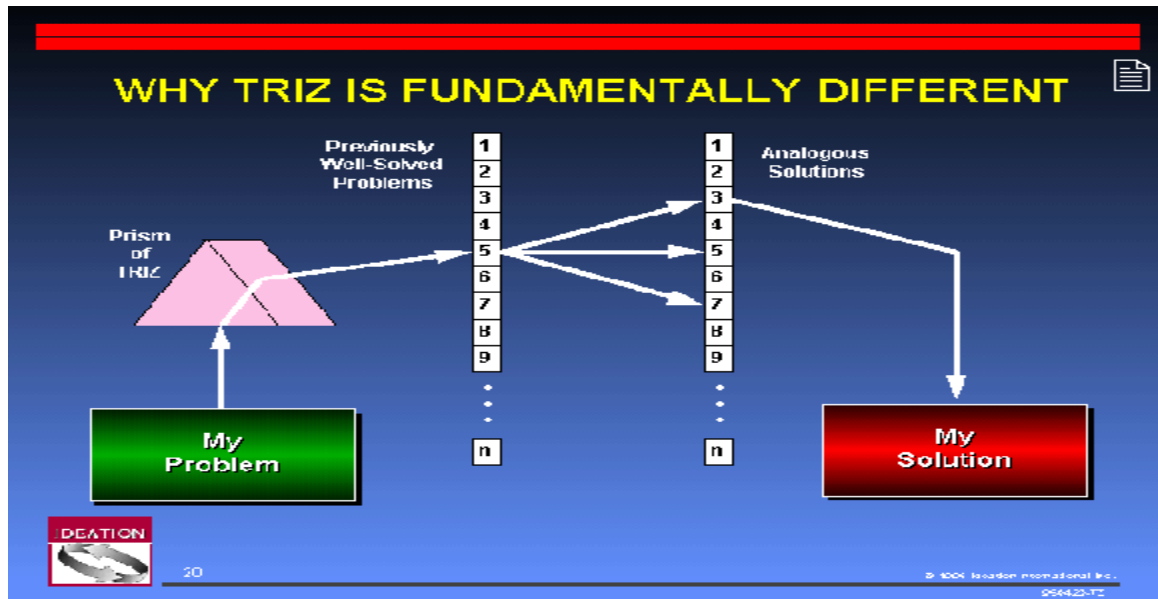 WHY TRIZ IS FUNDAMENTALLY DIFFERENT
Previously
Well-Solved
Problems
1
2
3
4
5
6
7
8
9
n
1
2
3
4
5
6
7
8
9
n
Analogous
Solutions
Prism
of
TRIZ
My
Problem
My
Solution
IDEATION
20